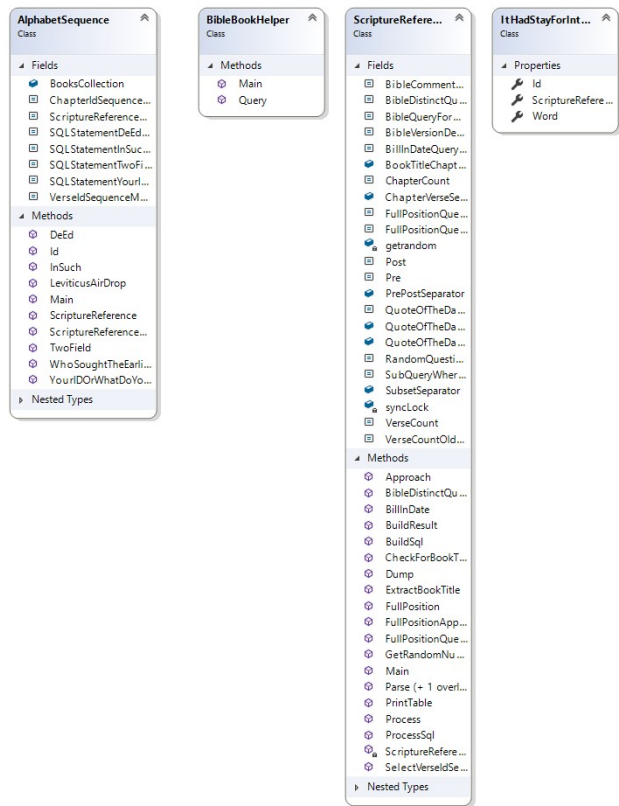 AlphabetSequence
Class
Fields
BooksCollection
ChapterIdSequence...
ScriptureReference...
SQLStatementDeEd...
SQLStatementInSuc...
SQLStatementTwoFi...
SQLStatementYourI...
VerseIdSequenceM...
Methods
DeEd
Id
InSuch
LeviticusAirDrop
Main
ScriptureReference
ScriptureReference...
TwoField
WhoSoughtTheEarli...
YourIDOrWhatDoYo...
Nested Types
BibleBookHelper
Class
Methods
Main
Query
ScriptureRefere...
Class
Fields
BibleComment...
BibleDistinctQu...
BibleQueryFor...
BibleVersionDe...
BillInDateQuery...
BookTitleChapt...
ChapterCount
ChapterVerseSe...
FullPositionQue...
FullPositionQue...
getrandom
Post
Pre
PrePostSeparator
QuoteOfTheDa...
QuoteOfTheDa...
QuoteOfTheDa...
RandomQuesti...
SubQueryWher...
SubsetSeparator
syncLock
VerseCount
VerseCountOld...
Methods
Approach
BibleDistinctQu...
BillInDate
BuildResult
BuildSql
CheckForBookT...
Dump
ExtractBookTitle
FullPosition
FullPositionApp...
FullPositionQue...
GetRandomNu...
Main
Parse (+ 1 overl...
PrintTable
Process
ProcessSql
ScriptureRefere...
SelectVerseIdSe...
Nested Types
ItHadStayForInt...
Class
Properties
Id
ScriptureRefere...
Word